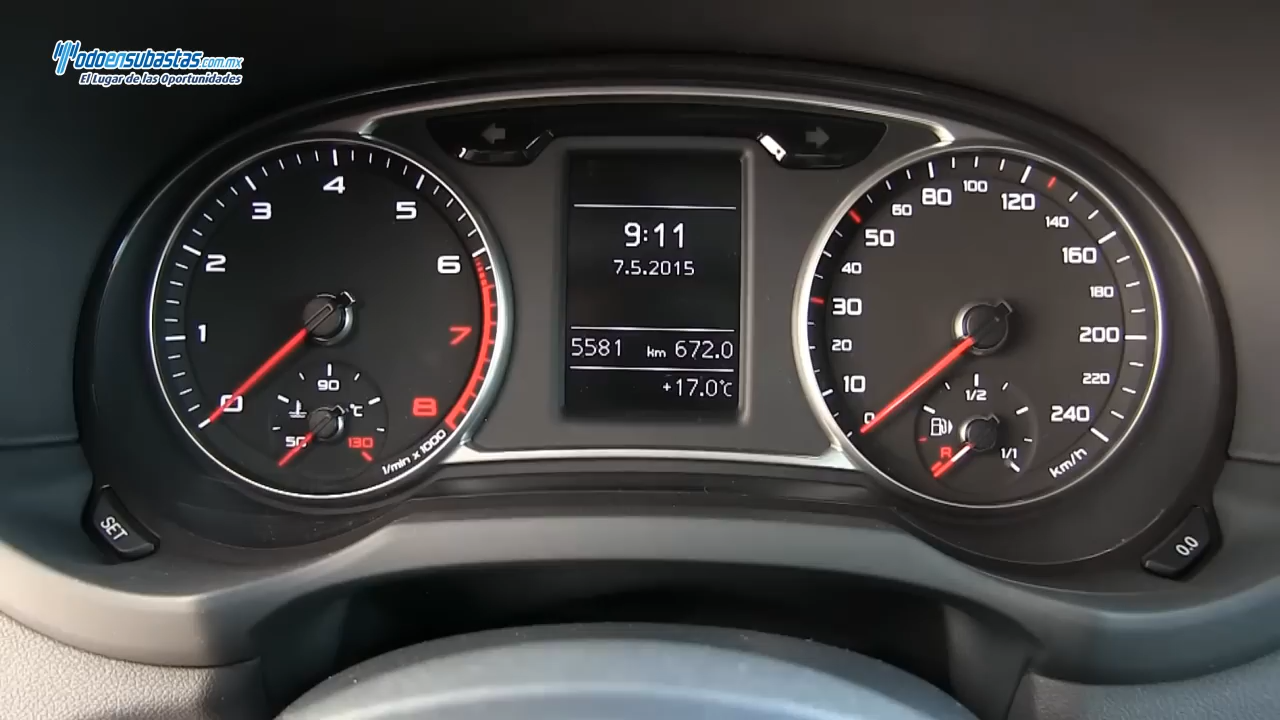 Todoensubastas.com.mx
El Lugar de las Oportunidades
0 1 2 3 4 5 6 7 8
1/min x 1000
50 90 130
°C
9:11
7.5.2015
5581 km 672.0
+17.0°C
0 10 20 30 40 50 60 80 100 120 140 160 180 200 220 240
km/h
R 1/2 1/1
SET
0.0